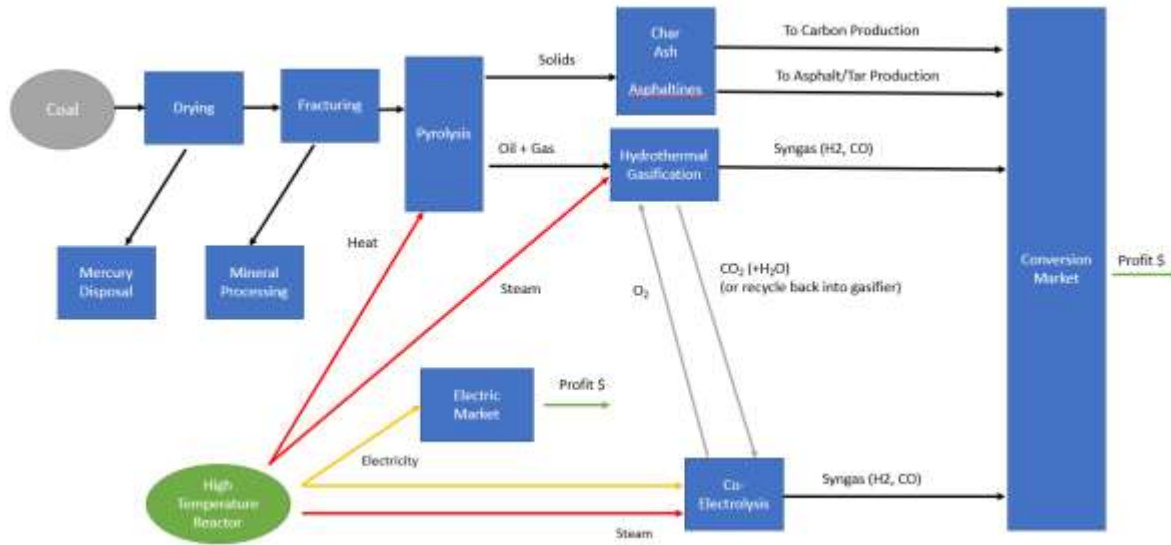 Coal
Drying
Fracturing
Pyrolysis
Solids
Char
Ash
Asphaltines
To Carbon Production
To Asphalt/Tar Production
Oil + Gas
Hydrothermal
Gasification
Syngas (H2, CO)
Mercury
Disposal
Mineral
Processing
Heat
Steam
O₂
CO₂ (+H₂O)
(or recycle back into gasifier)
Conversion
Market
Profit $
Electric
Market
Profit $
Electricity
High
Temperature
Reactor
Steam
Co-
Electrolysis
Syngas (H2, CO)